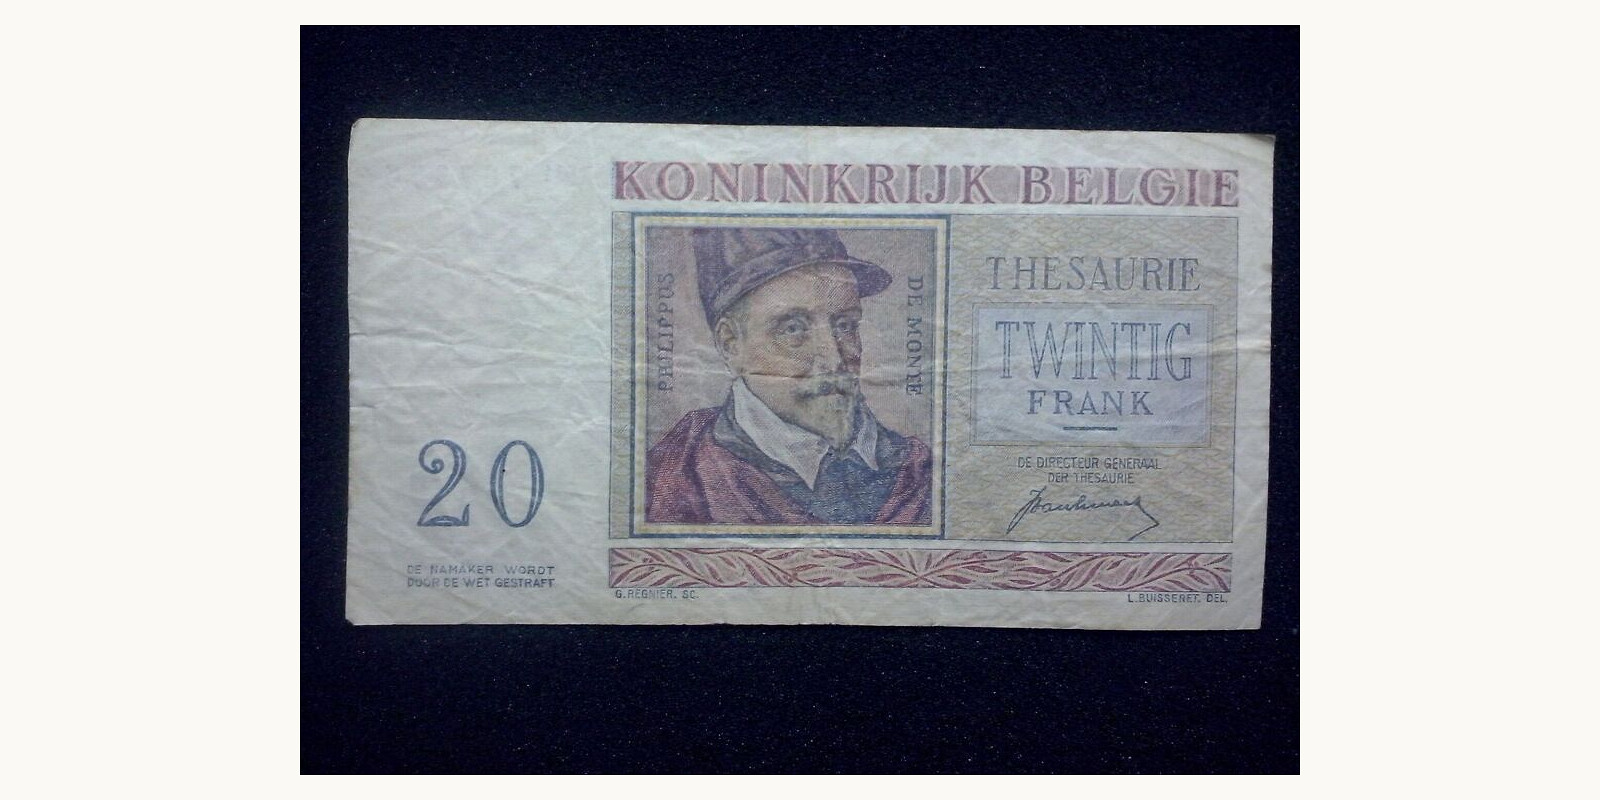 KONINKRIJK BELGIE
PHILIPPUS
DE MONTE
THESAURIE
TWINTIG
FRANK
DE DIRECTEUR GENERAAL
DER THESAURIE
20
DE NAMAKER WORDT
DOOR DE WET GESTRAFT
G. REGNIER. SC.
L. BUISSERET. DEL.